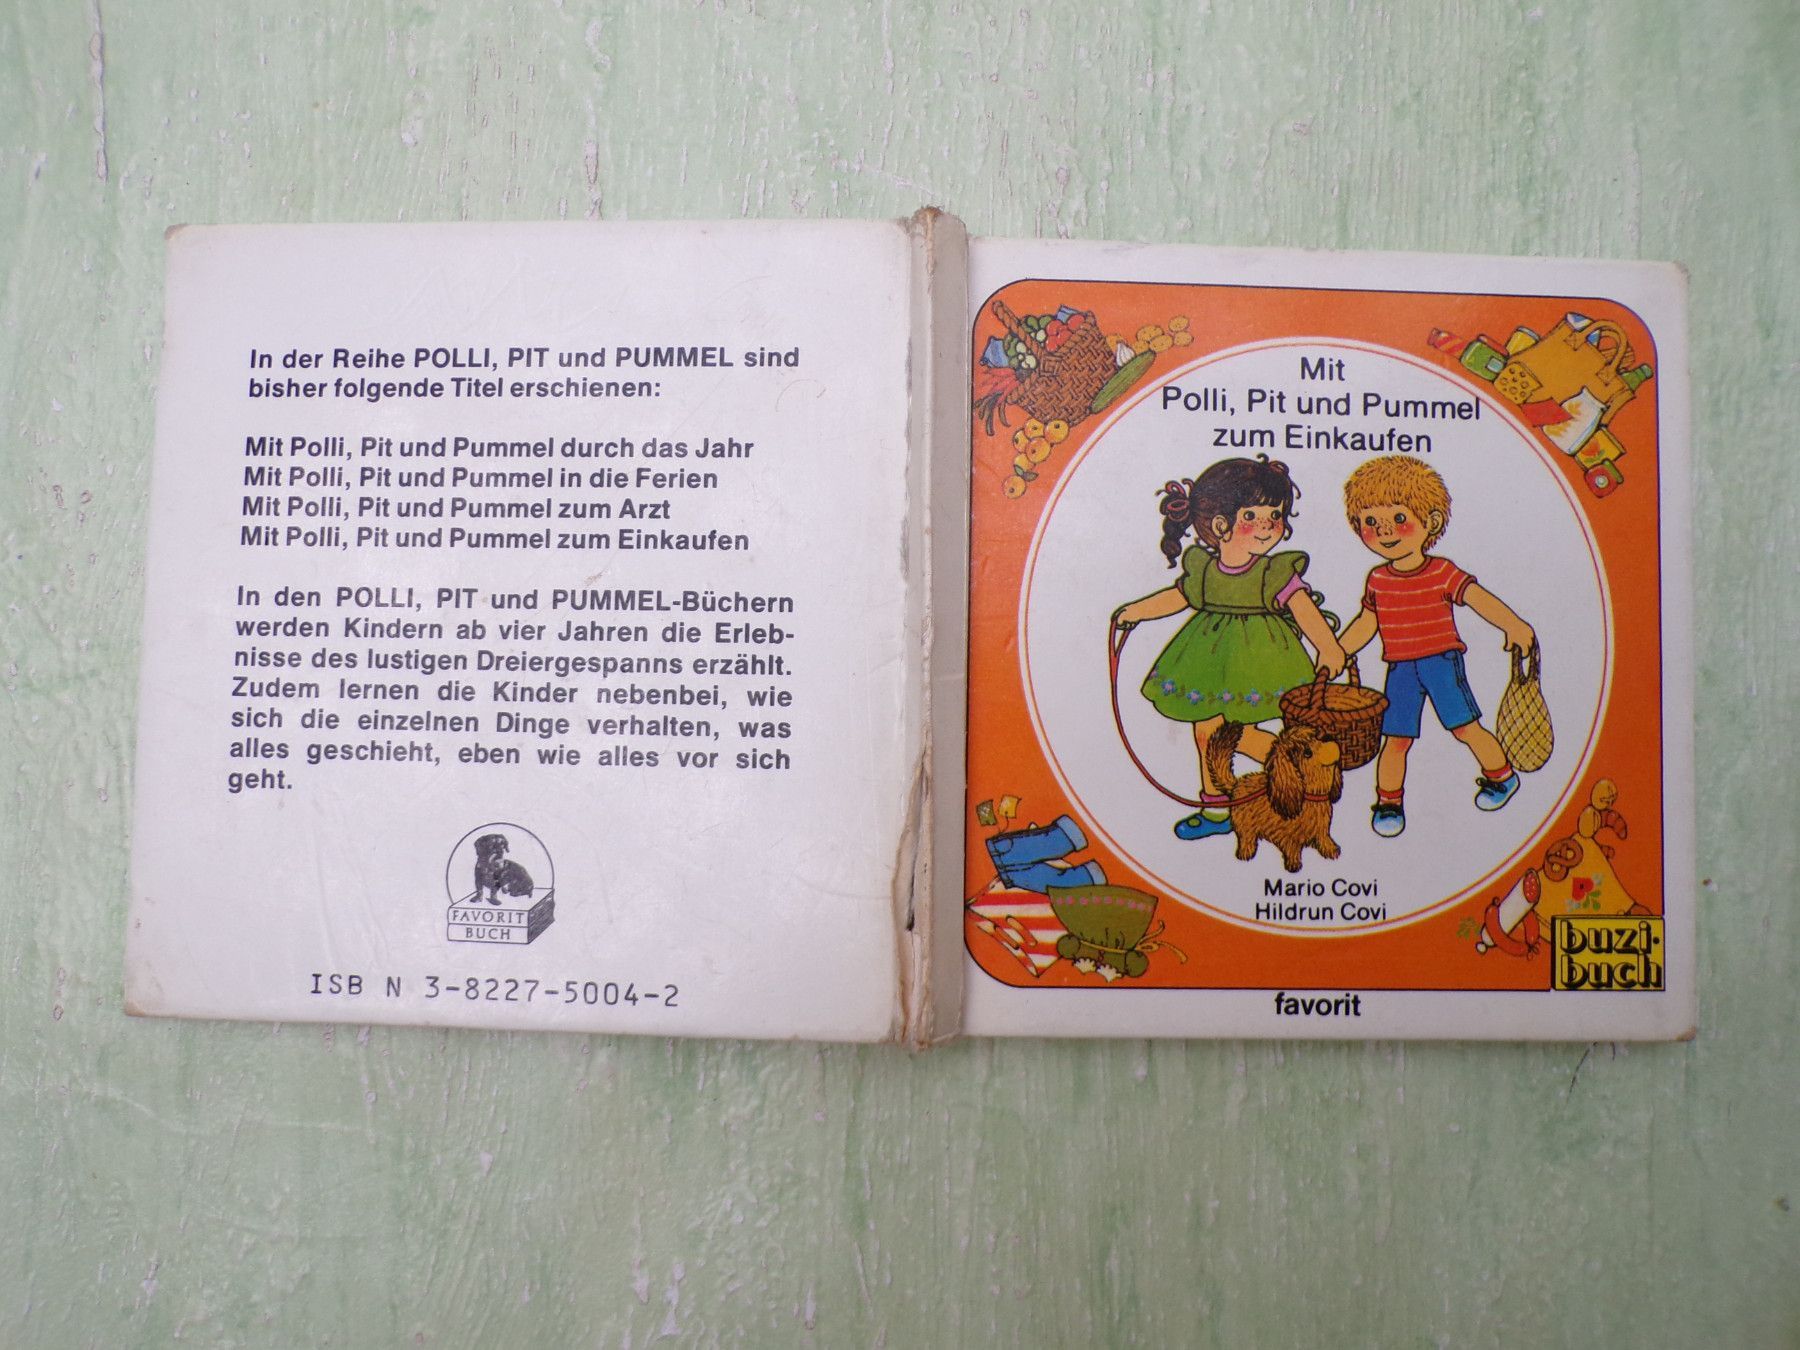 In der Reihe POLLI, PIT und PUMMEL sind
bisher folgende Titel erschienen:
Mit Polli, Pit und Pummel durch das Jahr
Mit Polli, Pit und Pummel in die Ferien
Mit Polli, Pit und Pummel zum Arzt
Mit Polli, Pit und Pummel zum Einkaufen
In den POLLI, PIT und PUMMEL-Büchern
werden Kindern ab vier Jahren die Erleb-
nisse des lustigen Dreiergespanns erzählt.
Zudem lernen die Kinder nebenbei, wie
sich die einzelnen Dinge verhalten, was
alles geschieht, eben wie alles vor sich
geht.
FAVORIT
BUCH
ISB N 3-8227-5004-2
Mit
Polli, Pit und Pummel
zum Einkaufen
Mario Covi
Hildrun Covi
buzi-
buch
favorit